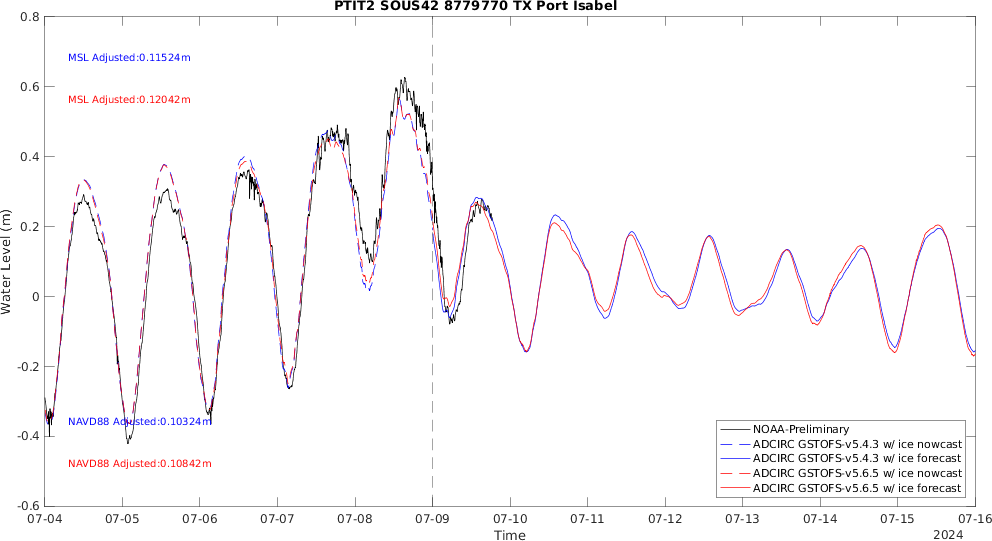 PTIT2 SOUS42 8779770 TX Port Isabel
0.8
MSL Adjusted:0.11524m
0.6
MSL Adjusted:0.12042m
0.4
0.2
Water Level (m)
0
-0.2
-0.4
NAVD88 Adjusted:0.10324m
NAVD88 Adjusted:0.10842m
-0.6
NOAA-Preliminary
ADCIRC GSTOFS-v5.4.3 w/ ice nowcast
ADCIRC GSTOFS-v5.4.3 w/ ice forecast
ADCIRC GSTOFS-v5.6.5 w/ ice nowcast
ADCIRC GSTOFS-v5.6.5 w/ ice forecast
07-04 07-05 07-06 07-07 07-08 07-09 07-10 07-11 07-12 07-13 07-14 07-15 07-16
Time
2024